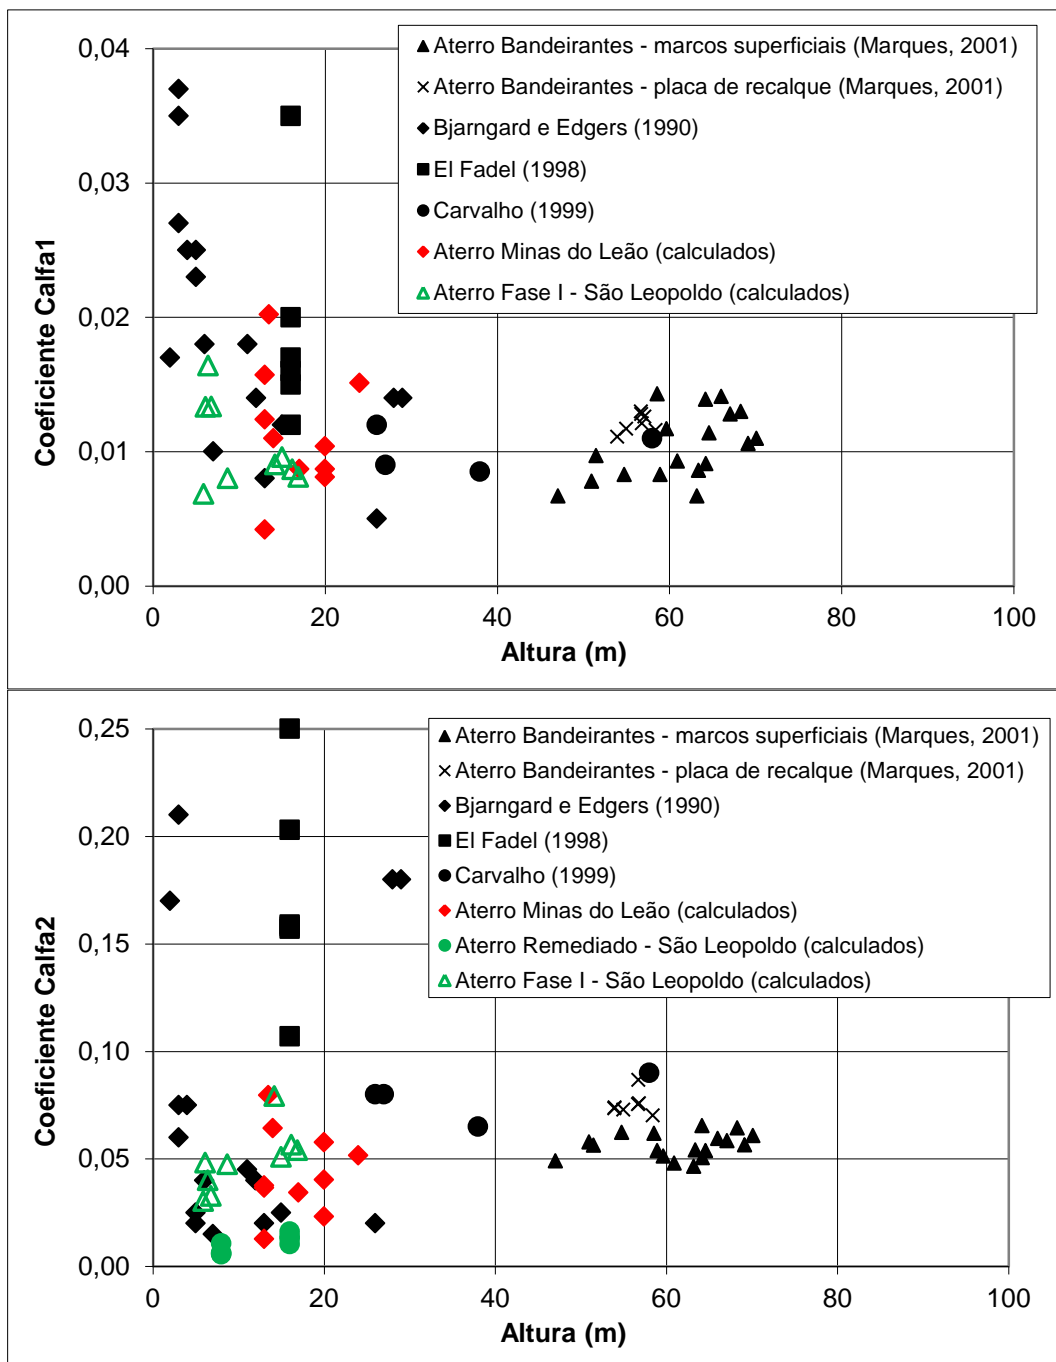 0,04
0,03
0,02
0,01
0,00
Coeficiente Calfa1
Aterro Bandeirantes - marcos superficiais (Marques, 2001)
Aterro Bandeirantes - placa de recalque (Marques, 2001)
Bjarngard e Edgers (1990)
El Fadel (1998)
Carvalho (1999)
Aterro Minas do Leão (calculados)
Aterro Fase I - São Leopoldo (calculados)
0 20 40 60 80 100
Altura (m)
0,25
0,20
0,15
0,10
0,05
0,00
Coeficiente Calfa2
Aterro Bandeirantes - marcos superficiais (Marques, 2001)
Aterro Bandeirantes - placa de recalque (Marques, 2001)
Bjarngard e Edgers (1990)
El Fadel (1998)
Carvalho (1999)
Aterro Minas do Leão (calculados)
Aterro Remediado - São Leopoldo (calculados)
Aterro Fase I - São Leopoldo (calculados)
0 20 40 60 80 100
Altura (m)